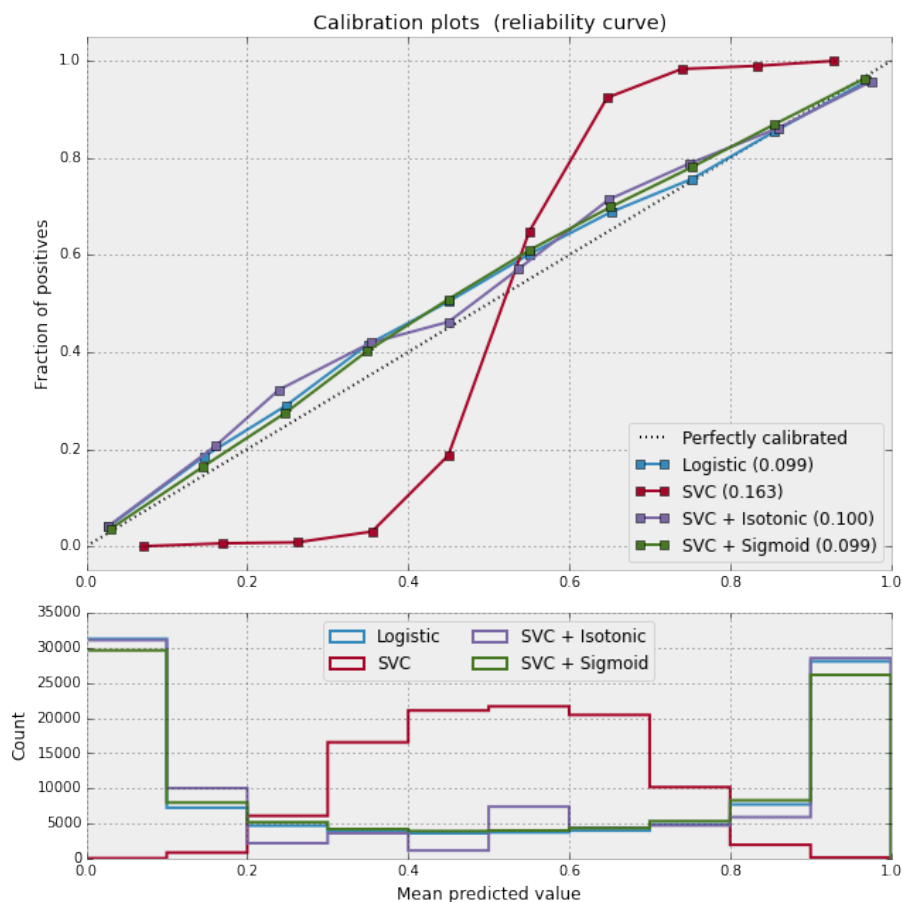 Calibration plots (reliability curve)
1.0
0.8
0.6
0.4
0.2
0.0
Fraction of positives
Perfectly calibrated
Logistic (0.099)
SVC (0.163)
SVC + Isotonic (0.100)
SVC + Sigmoid (0.099)
0.0 0.2 0.4 0.6 0.8 1.0
35000
30000
25000
20000
15000
10000
5000
0
Count
Logistic SVC + Isotonic
SVC SVC + Sigmoid
0.0 0.2 0.4 0.6 0.8 1.0
Mean predicted value